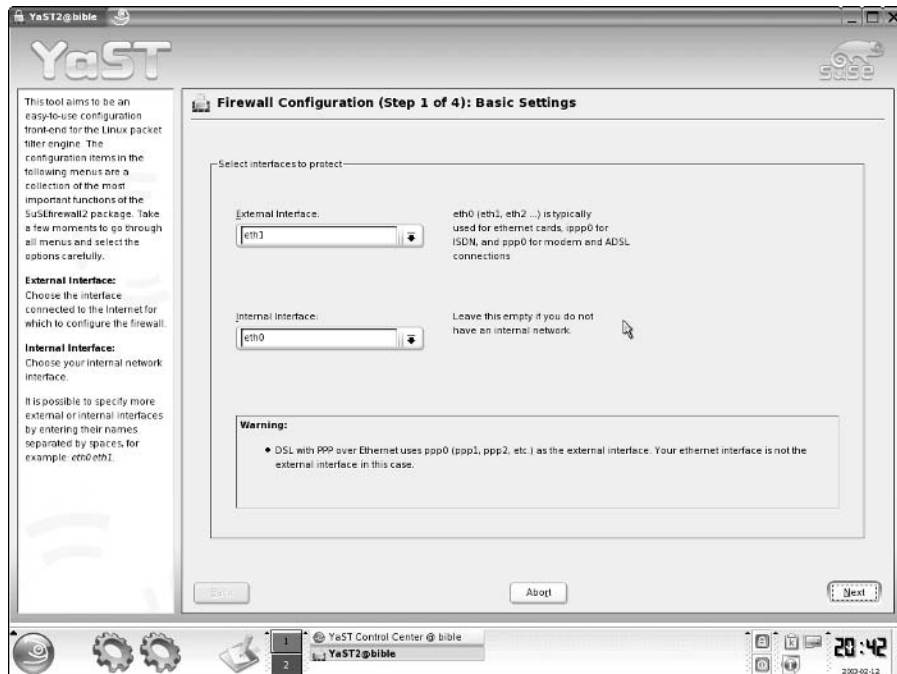 YaST2@bible
YaST
SuSE
This tool aims to be an
easy-to-use configuration
front-end for the Linux packet
filter engine. The
configuration items in the
following menus are a
collection of the most
important functions of the
SuSEfirewall2 package. Take
a few moments to go through
all menus and select the
options carefully.
External Interface:
Choose the interface
connected to the Internet for
which to configure the firewall.
Internal Interface:
Choose your internal network
interface.
It is possible to specify more
external or internal interfaces
by entering their names
separated by spaces, for
example: eth0 eth1.
Firewall Configuration (Step 1 of 4): Basic Settings
Select interfaces to protect
External Interface:
eth1
eth0 (eth1, eth2 ...) is typically
used for ethernet cards, ippp0 for
ISDN, and ppp0 for modem and ADSL
connections
Internal Interface:
eth0
Leave this empty if you do not
have an internal network.
Warning:
DSL with PPP over Ethernet uses ppp0 (ppp1, ppp2, etc.) as the external interface. Your ethernet interface is not the
external interface in this case.
Back
Abort
Next
1
2
YaST Control Center @ bible
YaST2@bible
20:42
2003-02-12